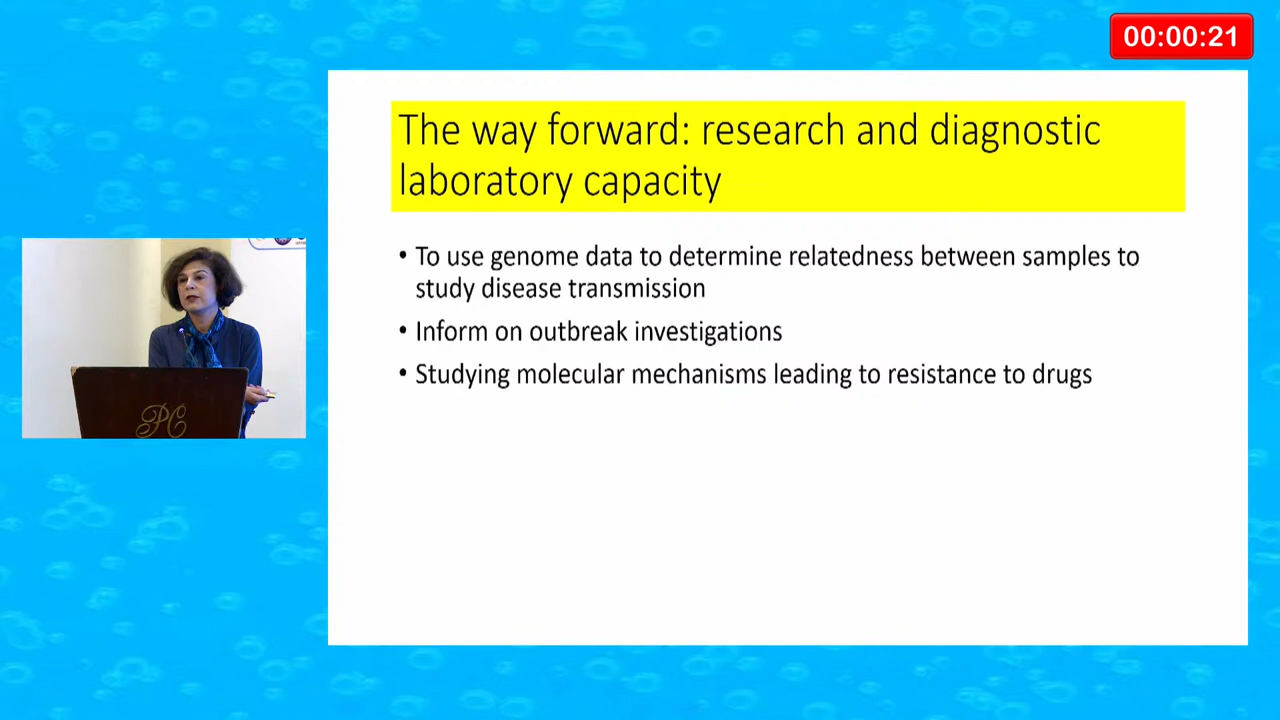 00:00:21
The way forward: research and diagnostic
laboratory capacity
• To use genome data to determine relatedness between samples to
study disease transmission
• Inform on outbreak investigations
• Studying molecular mechanisms leading to resistance to drugs
PC